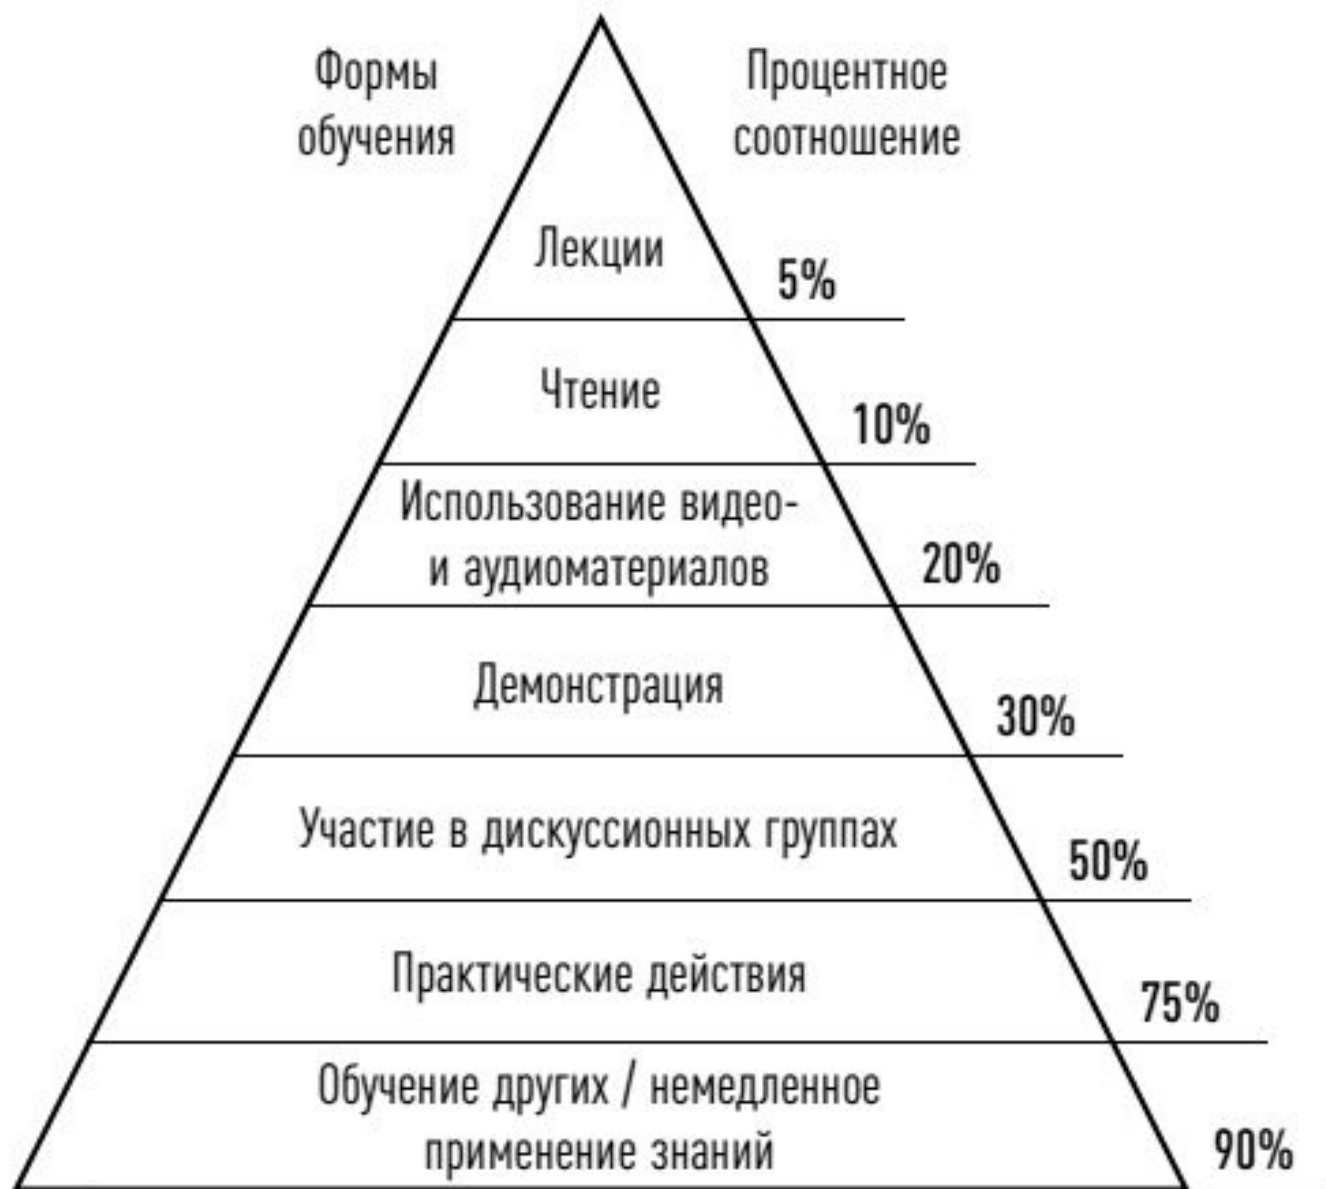 Формы
обучения
Процентное
соотношение
Лекции
5%
Чтение
10%
Использование видео-
и аудиоматериалов
20%
Демонстрация
30%
Участие в дискуссионных группах
50%
Практические действия
75%
Обучение других / немедленное
применение знаний
90%